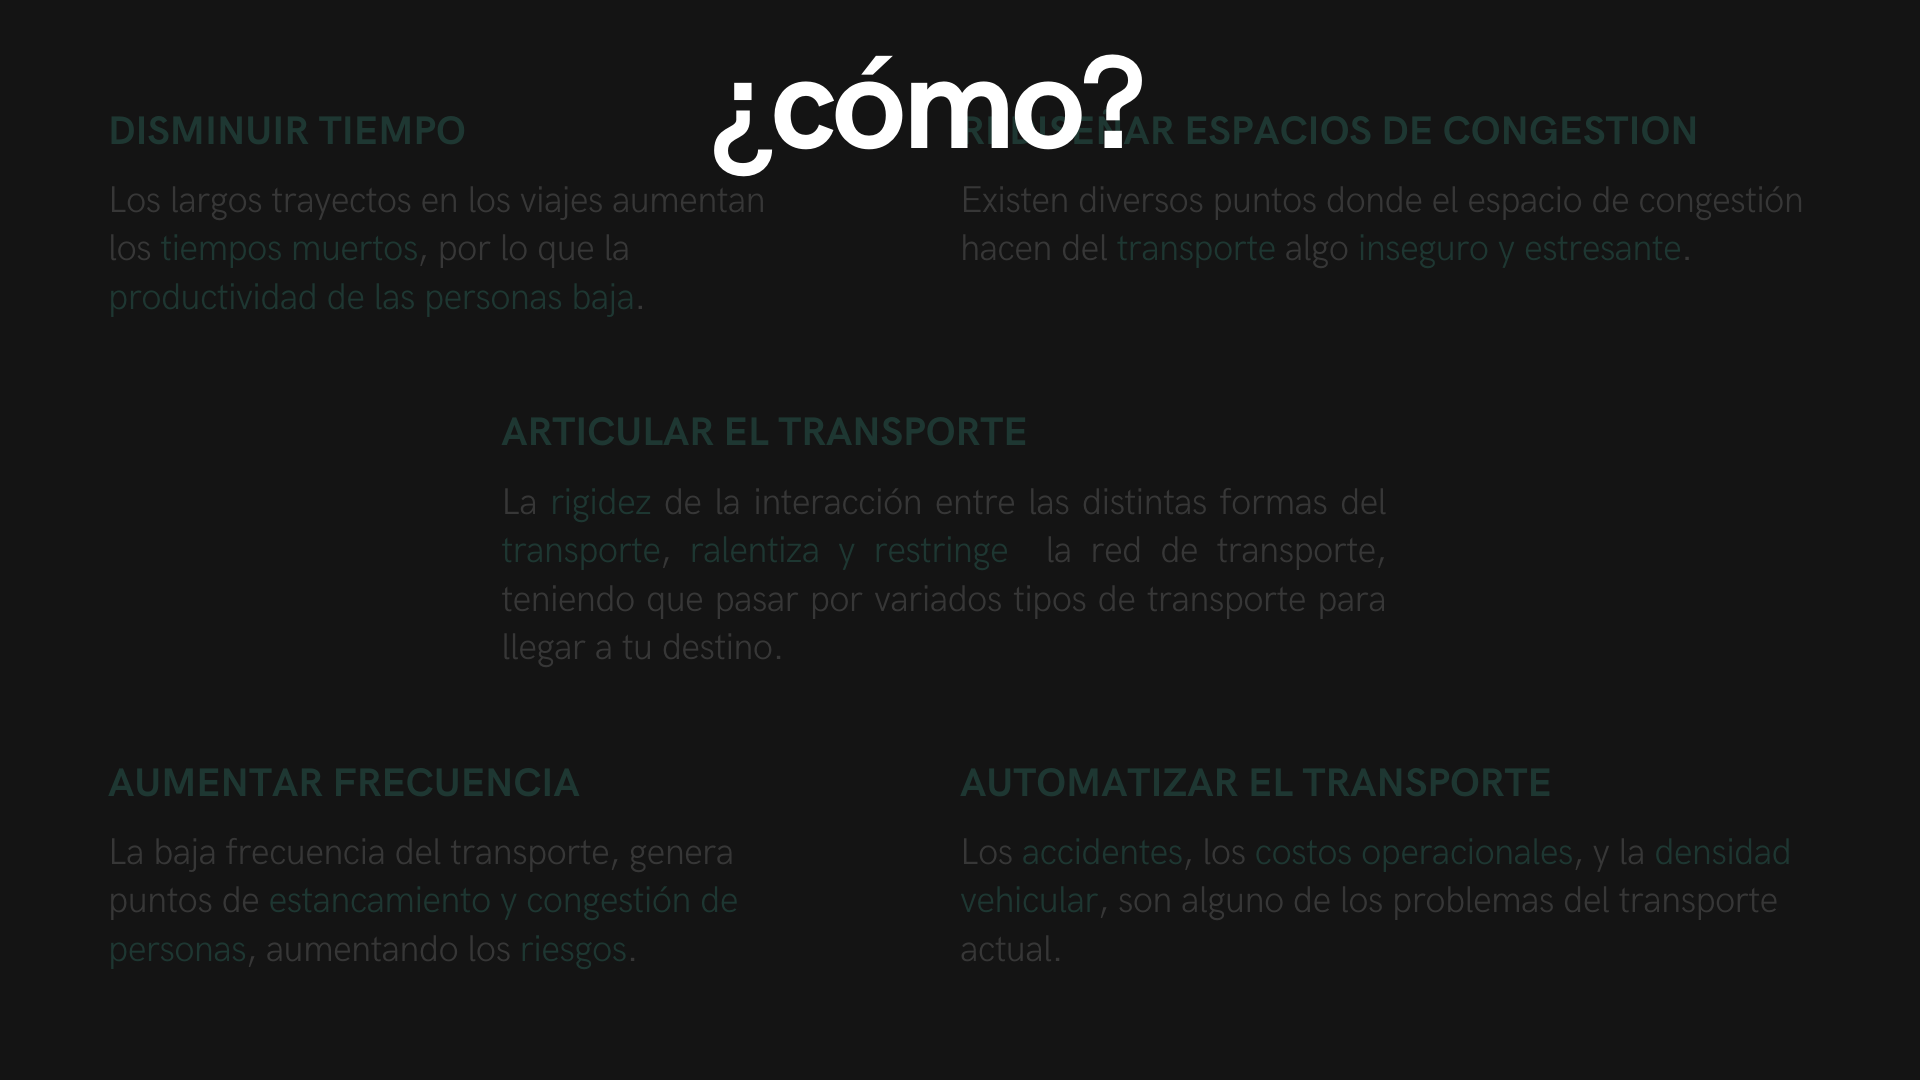 ¿cómo?
DISMINUIR TIEMPO
Los largos trayectos en los viajes aumentan
los tiempos muertos, por lo que la
productividad de las personas baja.
REDISEÑAR ESPACIOS DE CONGESTION
Existen diversos puntos donde el espacio de congestión
hacen del transporte algo inseguro y estresante.
ARTICULAR EL TRANSPORTE
La rigidez de la interacción entre las distintas formas del
transporte, ralentiza y restringe la red de transporte,
teniendo que pasar por variados tipos de transporte para
llegar a tu destino.
AUMENTAR FRECUENCIA
La baja frecuencia del transporte, genera
puntos de estancamiento y congestión de
personas, aumentando los riesgos.
AUTOMATIZAR EL TRANSPORTE
Los accidentes, los costos operacionales, y la densidad
vehicular, son alguno de los problemas del transporte
actual.